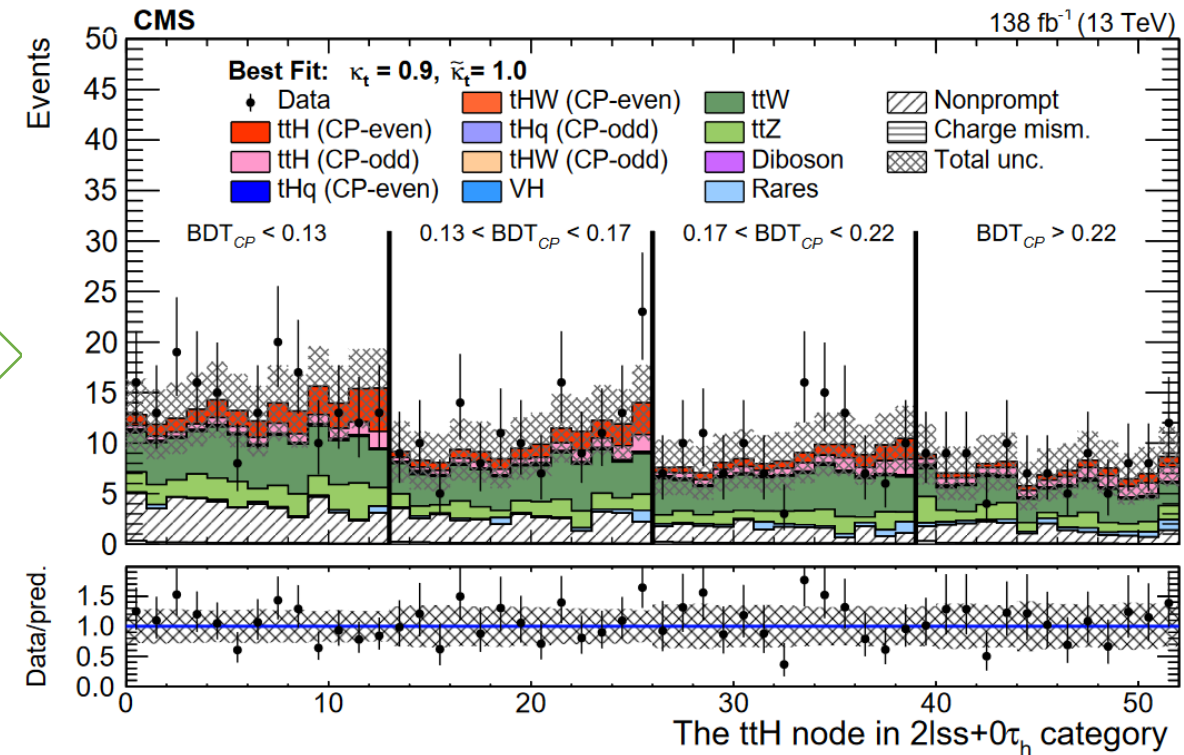 CMS 138 fb⁻¹ (13 TeV)
Events
50
45
40
35
30
25
20
15
10
5
0
Best Fit: κt = 0.9, κ̃t= 1.0
Data tHW (CP-even) ttW Nonprompt
ttH (CP-even) tHq (CP-odd) ttZ Charge mism.
ttH (CP-odd) tHW (CP-odd) Diboson Total unc.
tHq (CP-even) VH Rares
BDTCP < 0.13 0.13 < BDTCP < 0.17 0.17 < BDTCP < 0.22 BDTCP > 0.22
Data/pred.
1.5
1.0
0.5
0.0
0 10 20 30 40 50
The ttH node in 2lss+0τh category